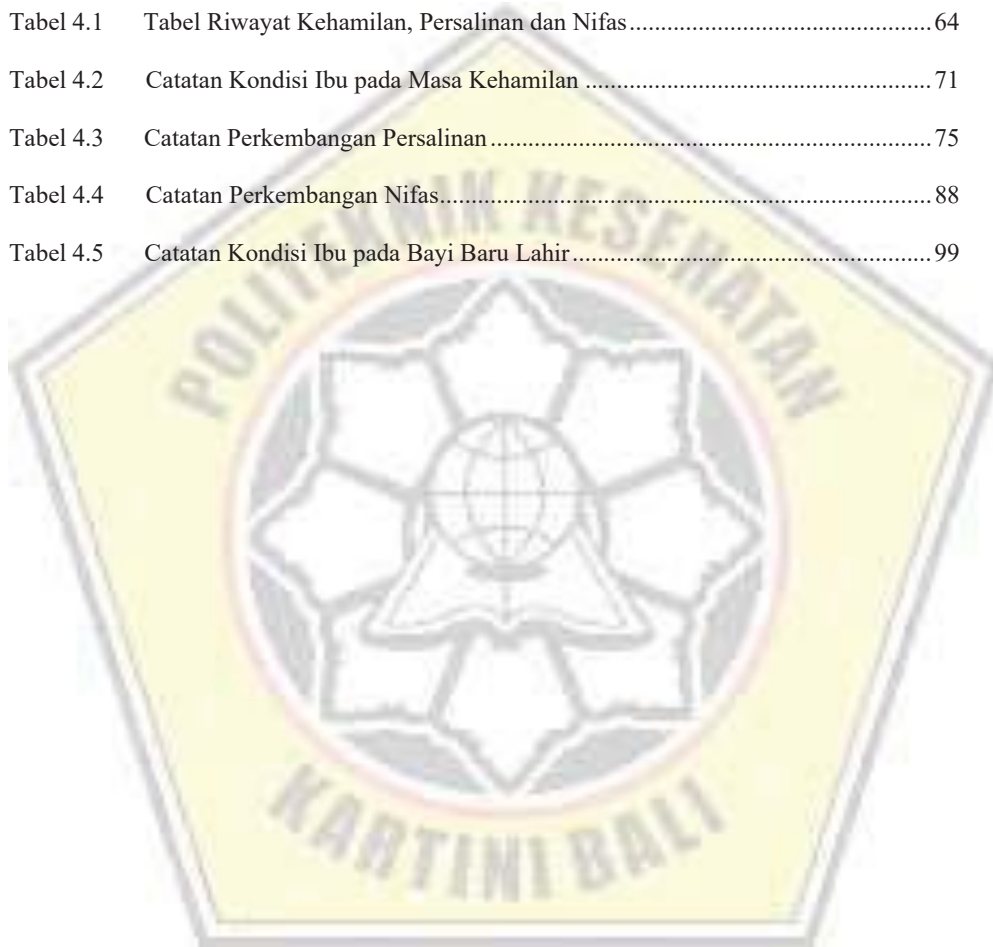 Tabel 4.1 Tabel Riwayat Kehamilan, Persalinan dan Nifas 64
Tabel 4.2 Catatan Kondisi Ibu pada Masa Kehamilan 71
Tabel 4.3 Catatan Perkembangan Persalinan 75
Tabel 4.4 Catatan Perkembangan Nifas 88
Tabel 4.5 Catatan Kondisi Ibu pada Bayi Baru Lahir 99
POLITEKNIK KESEHATAN
KARTINI BALI